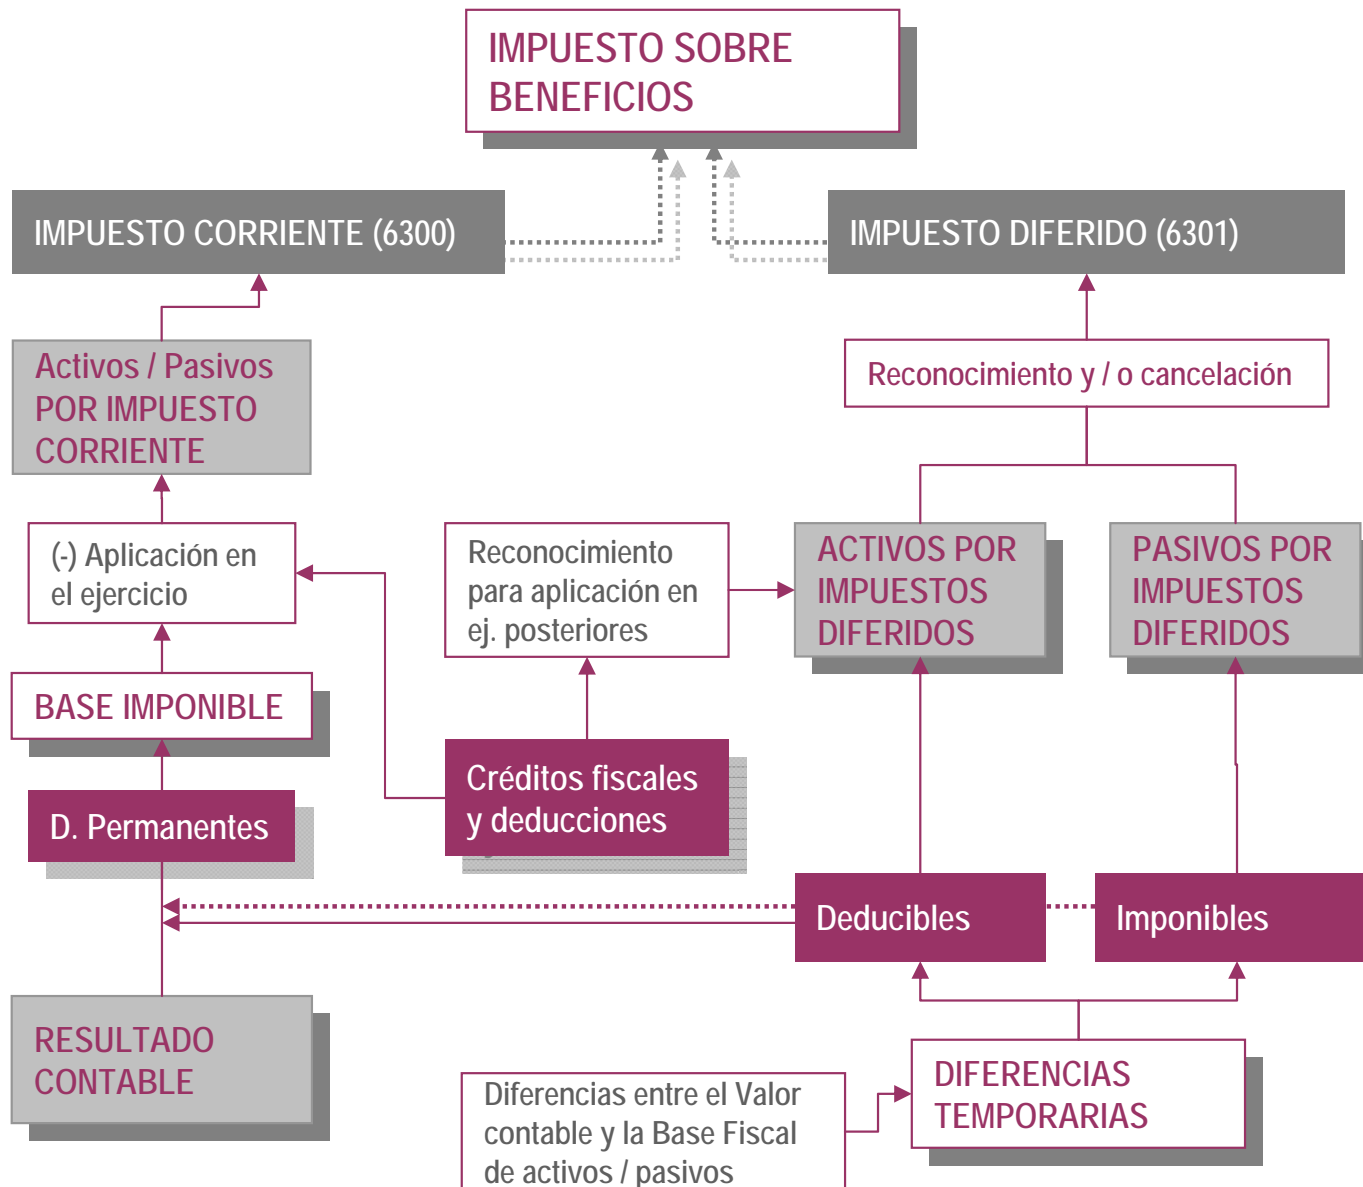 IMPUESTO SOBRE
BENEFICIOS
IMPUESTO CORRIENTE (6300)
IMPUESTO DIFERIDO (6301)
Activos / Pasivos
POR IMPUESTO
CORRIENTE
Reconocimiento y / o cancelación
(-) Aplicación en
el ejercicio
Reconocimiento
para aplicación en
ej. posteriores
ACTIVOS POR
IMPUESTOS
DIFERIDOS
PASIVOS POR
IMPUESTOS
DIFERIDOS
BASE IMPONIBLE
Créditos fiscales
y deducciones
D. Permanentes
Deducibles
Imponibles
RESULTADO
CONTABLE
DIFERENCIAS
TEMPORARIAS
Diferencias entre el Valor
contable y la Base Fiscal
de activos / pasivos